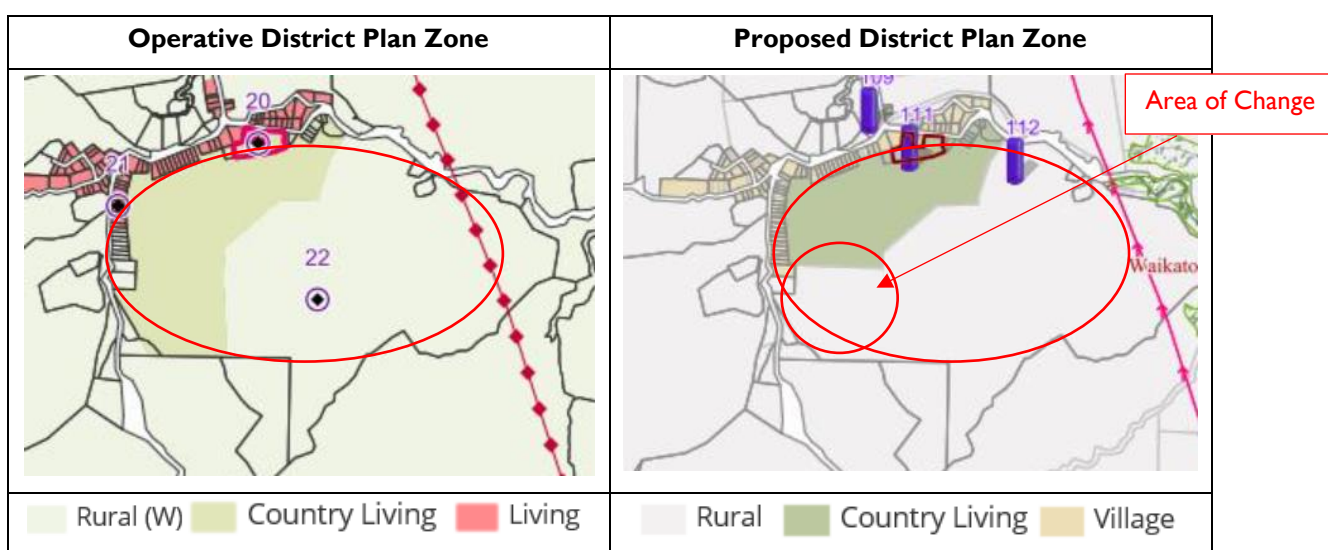 Operative District Plan Zone
Proposed District Plan Zone
Area of Change
20
21
22
109
111
112
Waikato
Rural (W) Country Living Living
Rural Country Living Village